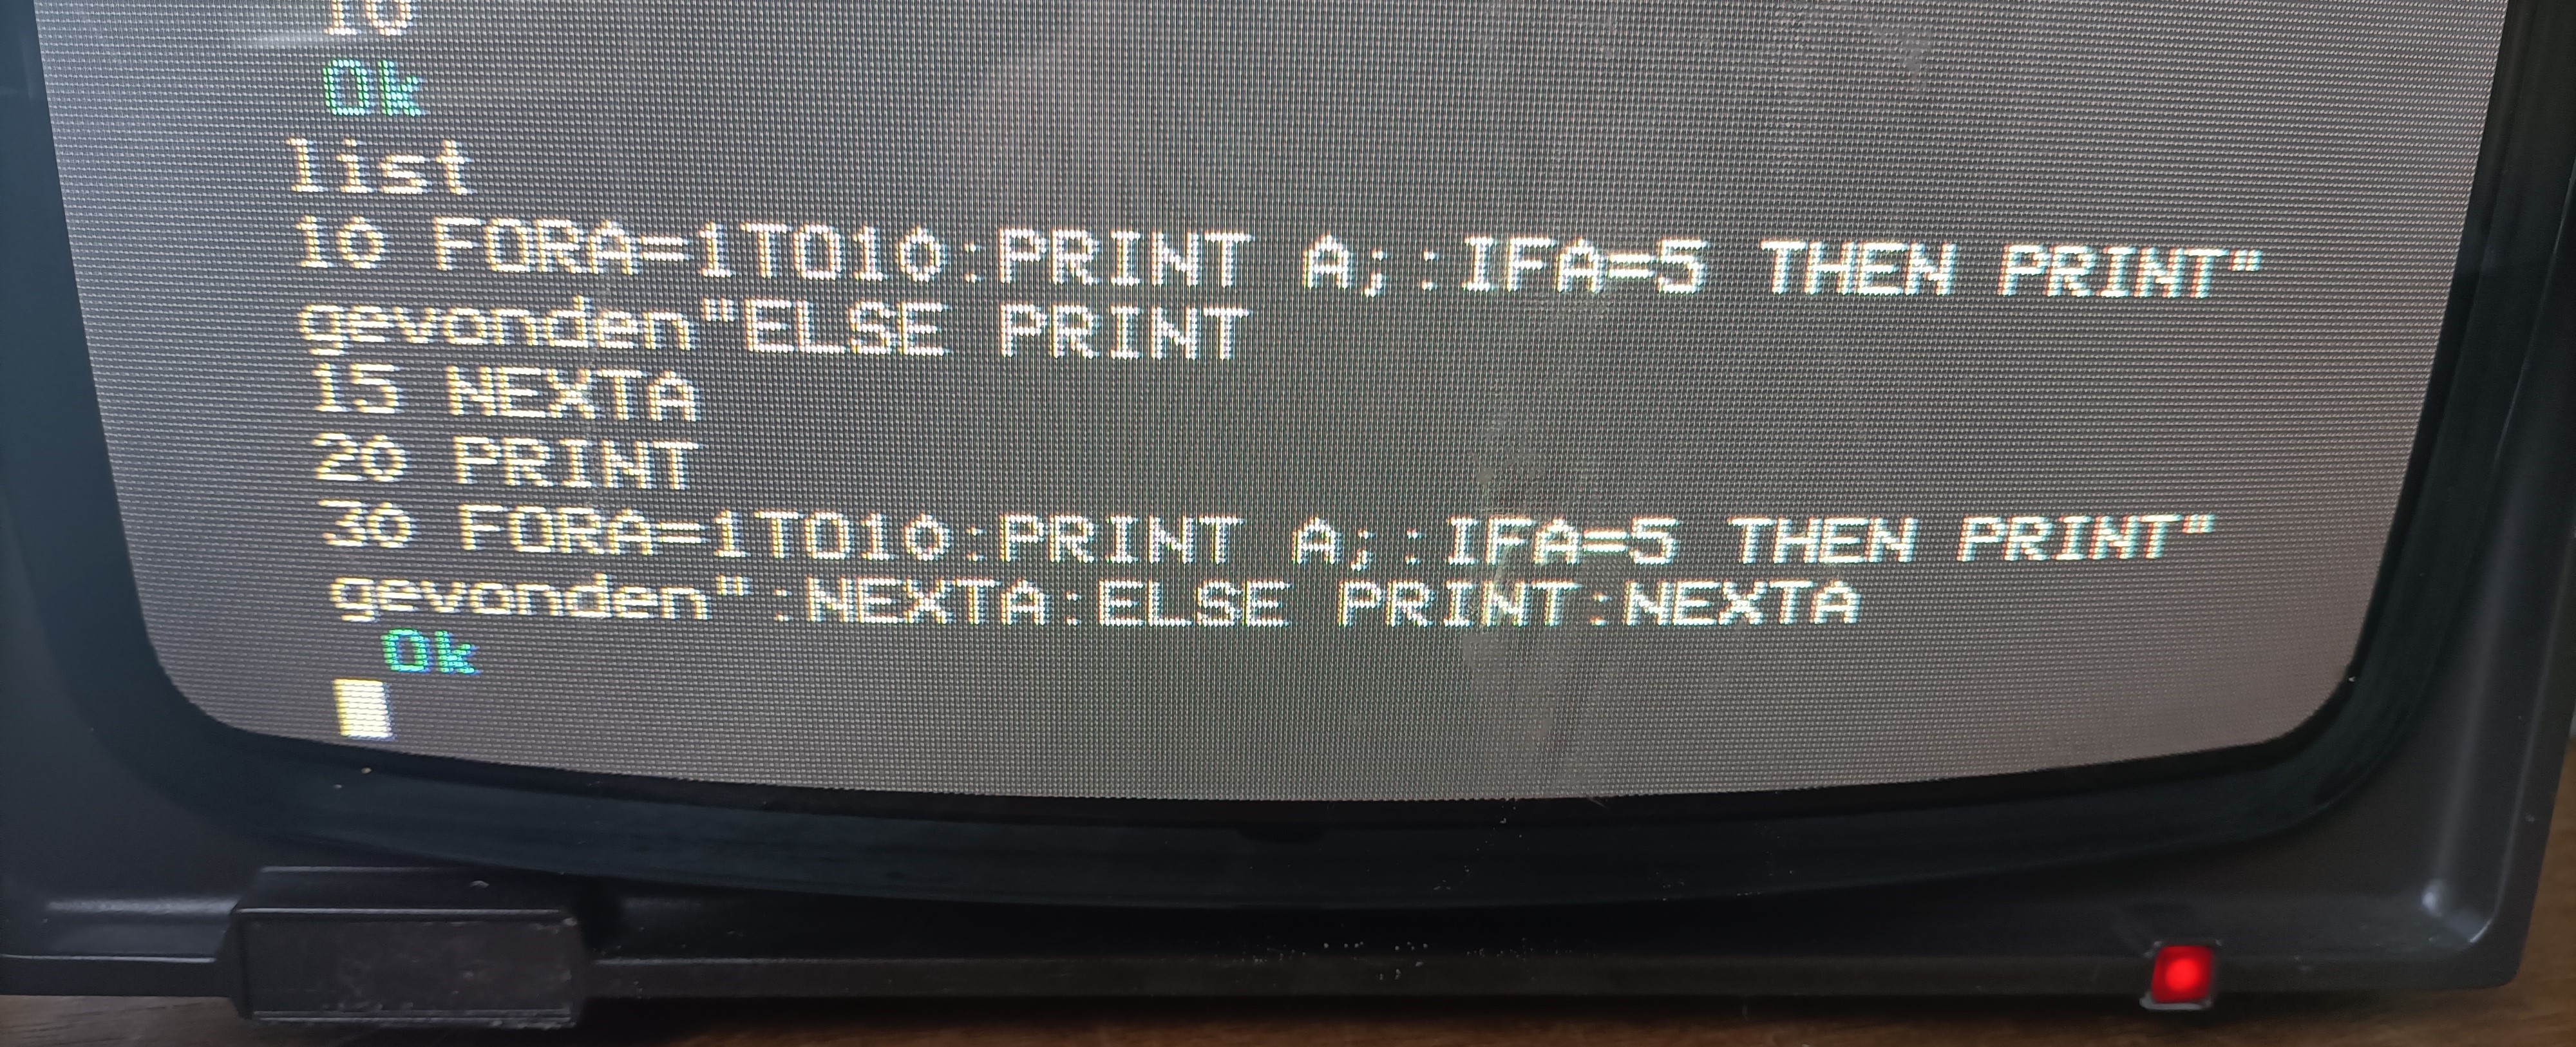 10
Ok
list
10 FORA=1TO10:PRINT A;:IFA=5 THEN PRINT"
gevonden"ELSE PRINT
15 NEXTA
20 PRINT
30 FORA=1TO10:PRINT A;:IFA=5 THEN PRINT"
gevonden":NEXTA:ELSE PRINT:NEXTA
Ok